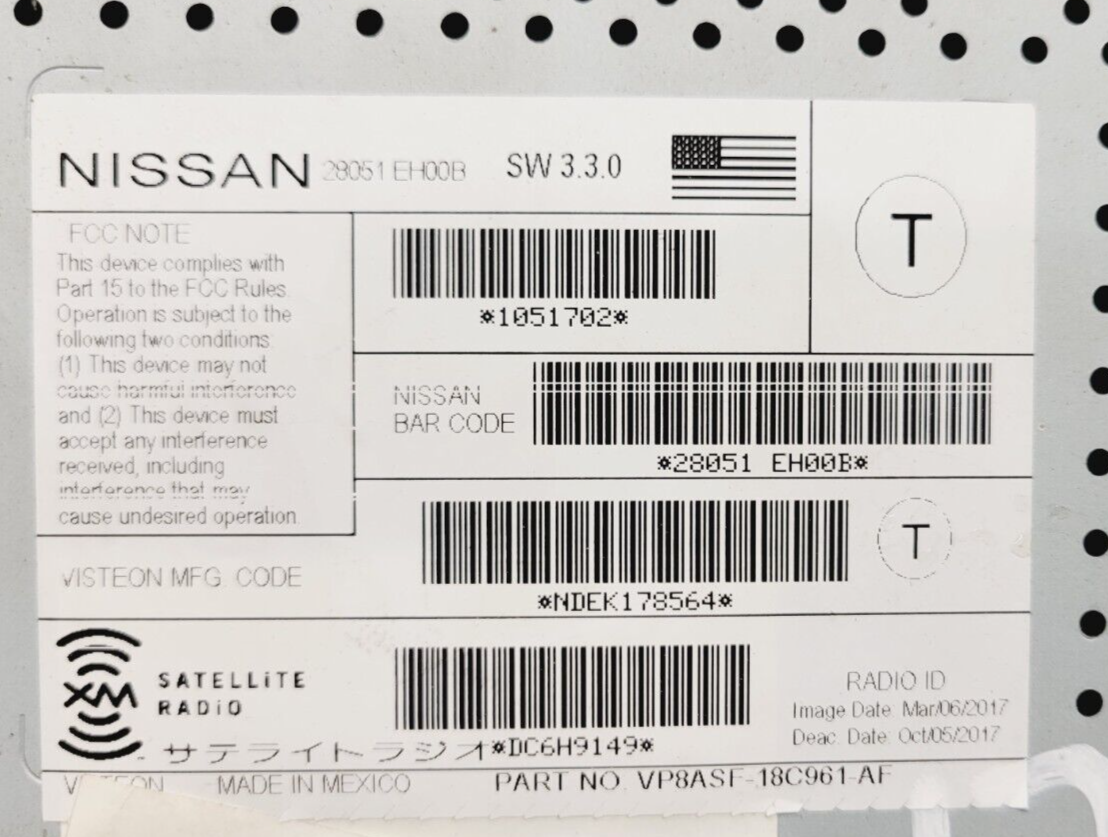 NISSAN 28051 EH00B SW 3.3.0
T
FCC NOTE
This device complies with
Part 15 to the FCC Rules.
Operation is subject to the
following two conditions:
(1) This device may not
cause harmful interference
and (2) This device must
accept any interference
received, including
interference that may
cause undesired operation.
*1051702*
NISSAN
BAR CODE
*28051 EH00B*
VISTEON MFG. CODE
*NDEK178564*
T
XM SATELLiTE
RADiO
サテライトラジオ
*DC6H9149*
RADIO ID
Image Date: Mar/06/2017
Deac. Date: Oct/05/2017
VISTEON MADE IN MEXICO PART NO. VP8ASF-18C961-AF